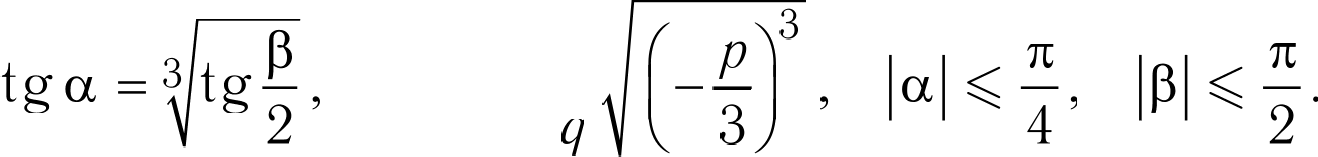 tg α = ∛(tg β/2), q √((−p/3)³), |α| ⩽ π/4, |β| ⩽ π/2.